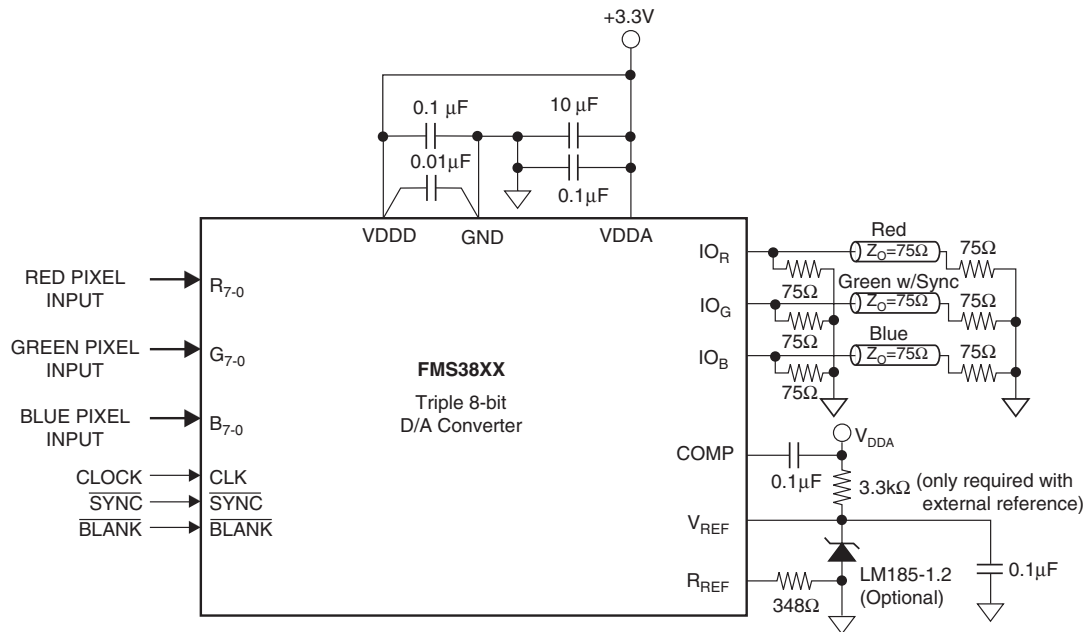 +3.3V
0.1 μF
10 μF
0.01μF
0.1μF
VDDD
GND
VDDA
RED PIXEL
INPUT
R7-0
GREEN PIXEL
INPUT
G7-0
BLUE PIXEL
INPUT
B7-0
CLOCK
CLK
SYNC
SYNC
BLANK
BLANK
FMS38XX
Triple 8-bit
D/A Converter
IOR
Red
ZO=75Ω
75Ω
75Ω
IOG
Green w/Sync
ZO=75Ω
75Ω
75Ω
IOB
Blue
ZO=75Ω
75Ω
75Ω
COMP
0.1μF
VDDA
3.3kΩ
(only required with
external reference)
VREF
LM185-1.2
(Optional)
0.1μF
RREF
348Ω